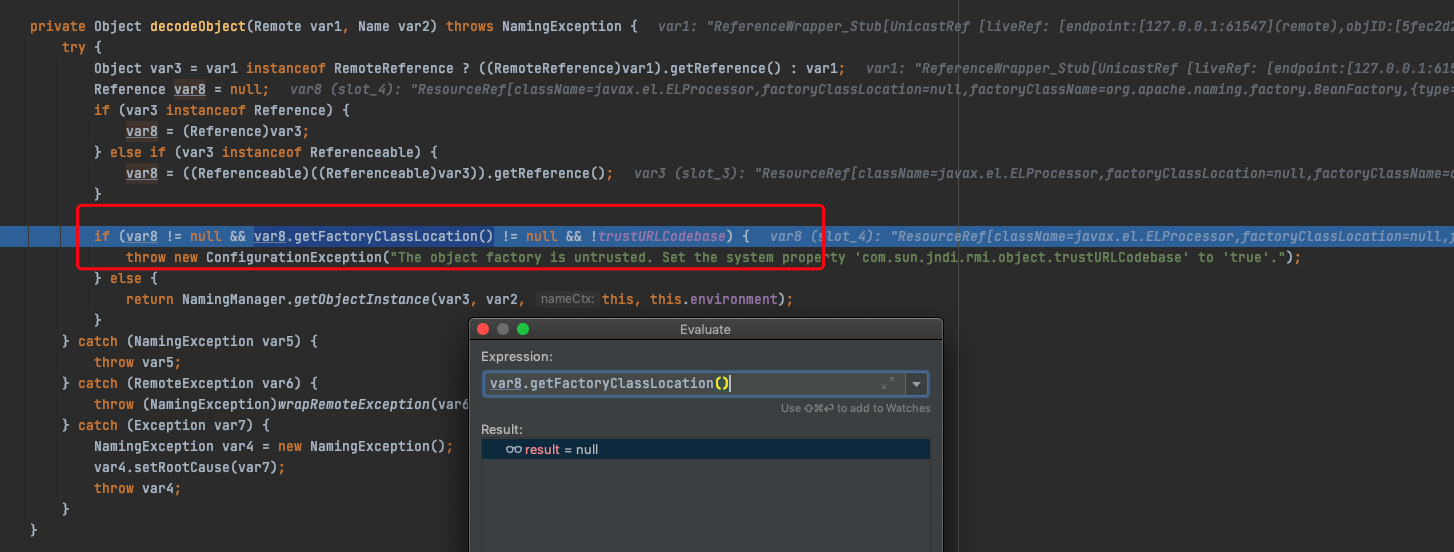 private Object decodeObject(Remote var1, Name var2) throws NamingException {   var1: "ReferenceWrapper_Stub[UnicastRef [liveRef: [endpoint:[127.0.0.1:61547](remote),objID:[5fec2d2
try {
Object var3 = var1 instanceof RemoteReference ? ((RemoteReference)var1).getReference() : var1;   var1: "ReferenceWrapper_Stub[UnicastRef [liveRef: [endpoint:[127.0.0.1:615
Reference var8 = null;   var8 (slot_4): "ResourceRef[className=javax.el.ELProcessor,factoryClassLocation=null,factoryClassName=org.apache.naming.factory.BeanFactory,{type=
if (var3 instanceof Reference) {
var8 = (Reference)var3;
} else if (var3 instanceof Referenceable) {
var8 = ((Referenceable)((Referenceable)var3)).getReference();   var3 (slot_3): "ResourceRef[className=javax.el.ELProcessor,factoryClassLocation=null,factoryClassName=o
}
if (var8 != null && var8.getFactoryClassLocation() != null && !trustURLCodebase) {   var8 (slot_4): "ResourceRef[className=javax.el.ELProcessor,factoryClassLocation=null,f
throw new ConfigurationException("The object factory is untrusted. Set the system property 'com.sun.jndi.rmi.object.trustURLCodebase' to 'true'.");
} else {
return NamingManager.getObjectInstance(var3, var2, nameCtx: this, this.environment);
}
} catch (NamingException var5) {
throw var5;
} catch (RemoteException var6) {
throw (NamingException)wrapRemoteException(var6
} catch (Exception var7) {
NamingException var4 = new NamingException();
var4.setRootCause(var7);
throw var4;
}
}
Evaluate
Expression:
var8.getFactoryClassLocation()
Use ⇧⌘⏎ to add to Watches
Result:
result = null